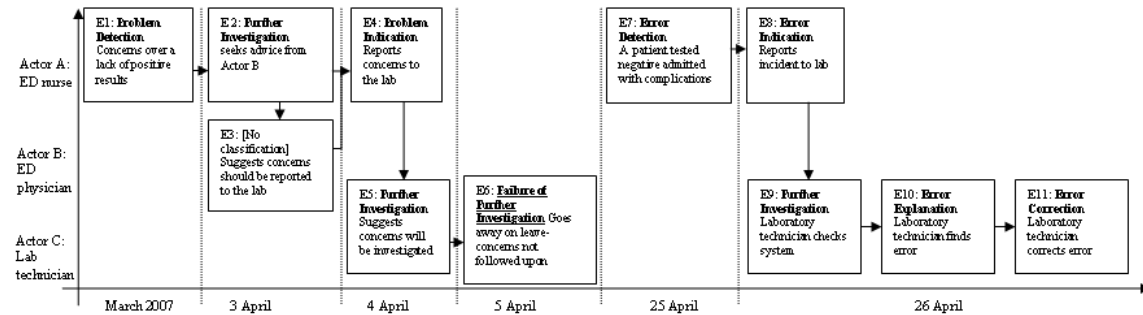 E1: Problem
Detection
Concerns over a
lack of positive
results
E2: Further
Investigation
seeks advice from
Actor B
E4: Problem
Indication
Reports
concerns to
the lab
E7: Error
Detection
A patient tested
negative admitted
with complications
E8: Error
Indication
Reports
incident to lab
Actor A:
ED nurse
E3: [No
classification]
Suggests concerns
should be reported
to the lab
Actor B:
ED
physician
E5: Further
Investigation
Suggests
concerns will
be investigated
E6: Failure of
Further
Investigation Goes
away on leave-
concerns not
followed upon
E9: Further
Investigation
Laboratory
technician checks
system
E10: Error
Explanation
Laboratory
technician finds
error
E11: Error
Correction
Laboratory
technician
corrects error
Actor C:
Lab
technician
March 2007
3 April
4 April
5 April
25 April
26 April